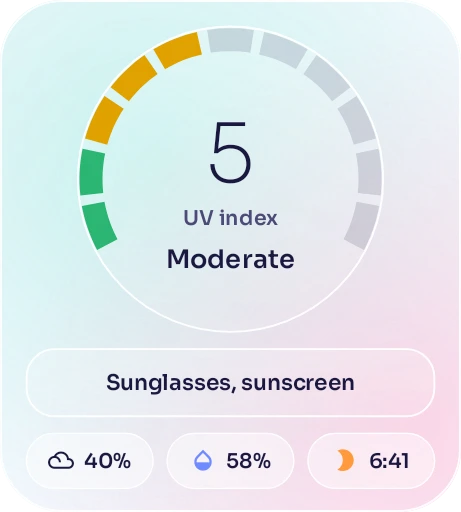 5
UV index
Moderate
Sunglasses, sunscreen
40%
58%
6:41